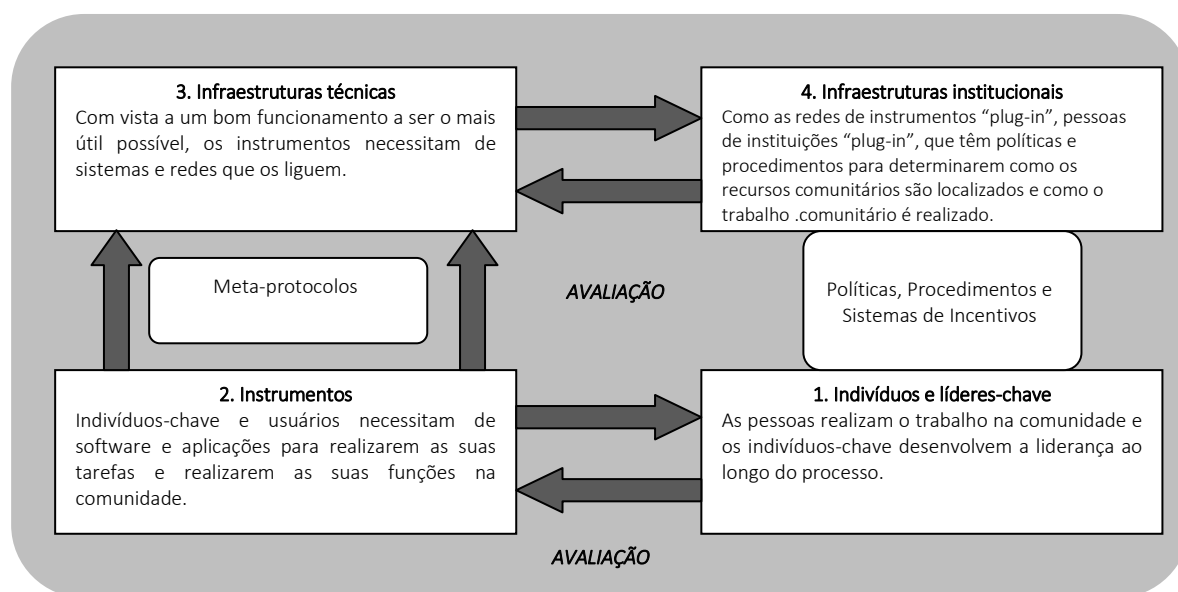 3. Infraestruturas técnicas
Com vista a um bom funcionamento a ser o mais
útil possível, os instrumentos necessitam de
sistemas e redes que os liguem.
4. Infraestruturas institucionais
Como as redes de instrumentos “plug-in”, pessoas
de instituições “plug-in”, que têm políticas e
procedimentos para determinarem como os
recursos comunitários são localizados e como o
trabalho .comunitário é realizado.
Meta-protocolos
AVALIAÇÃO
Políticas, Procedimentos e
Sistemas de Incentivos
2. Instrumentos
Indivíduos-chave e usuários necessitam de
software e aplicações para realizarem as suas
tarefas e realizarem as suas funções na
comunidade.
1. Indivíduos e líderes-chave
As pessoas realizam o trabalho na comunidade e
os indivíduos-chave desenvolvem a liderança ao
longo do processo.
AVALIAÇÃO